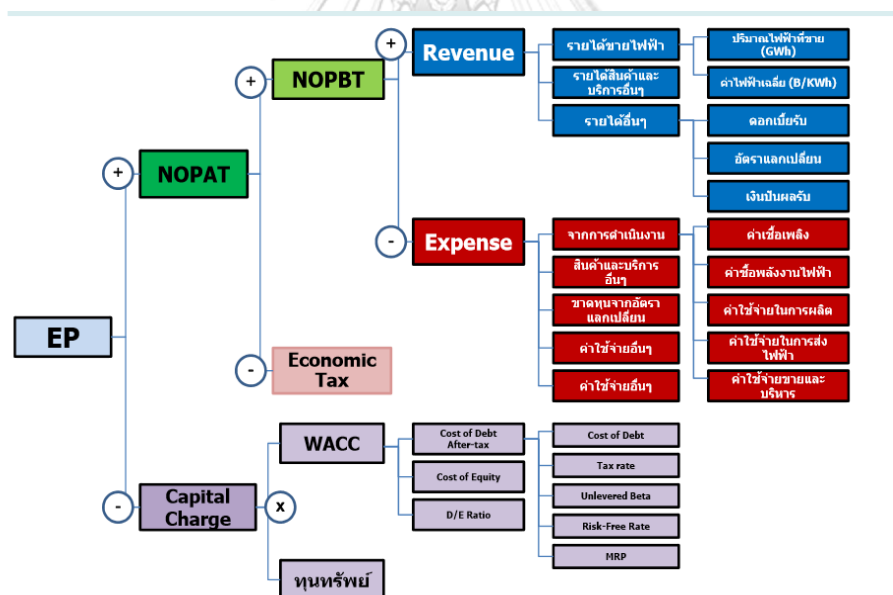 +
Revenue
รายได้ขายไฟฟ้า
ปริมาณไฟฟ้าที่ขาย
(GWh)
รายได้สินค้าและ
บริการอื่นๆ
ค่าไฟฟ้าเฉลี่ย (B/KWh)
รายได้อื่นๆ
ดอกเบี้ยรับ
อัตราแลกเปลี่ยน
เงินปันผลรับ
+
NOPBT
+
NOPAT
-
Expense
จากการดำเนินงาน
ค่าเชื้อเพลิง
สินค้าและบริการ
อื่นๆ
ค่าซื้อพลังงานไฟฟ้า
ขาดทุนจากอัตรา
แลกเปลี่ยน
ค่าใช้จ่ายในการผลิต
ค่าใช้จ่ายอื่นๆ
ค่าใช้จ่ายในการส่ง
ไฟฟ้า
ค่าใช้จ่ายอื่นๆ
ค่าใช้จ่ายขายและ
บริหาร
EP
-
Economic
Tax
WACC
Cost of Debt
After-tax
Cost of Debt
Tax rate
Cost of Equity
Unlevered Beta
D/E Ratio
Risk-Free Rate
MRP
-
Capital
Charge
x
ทุนทรัพย์